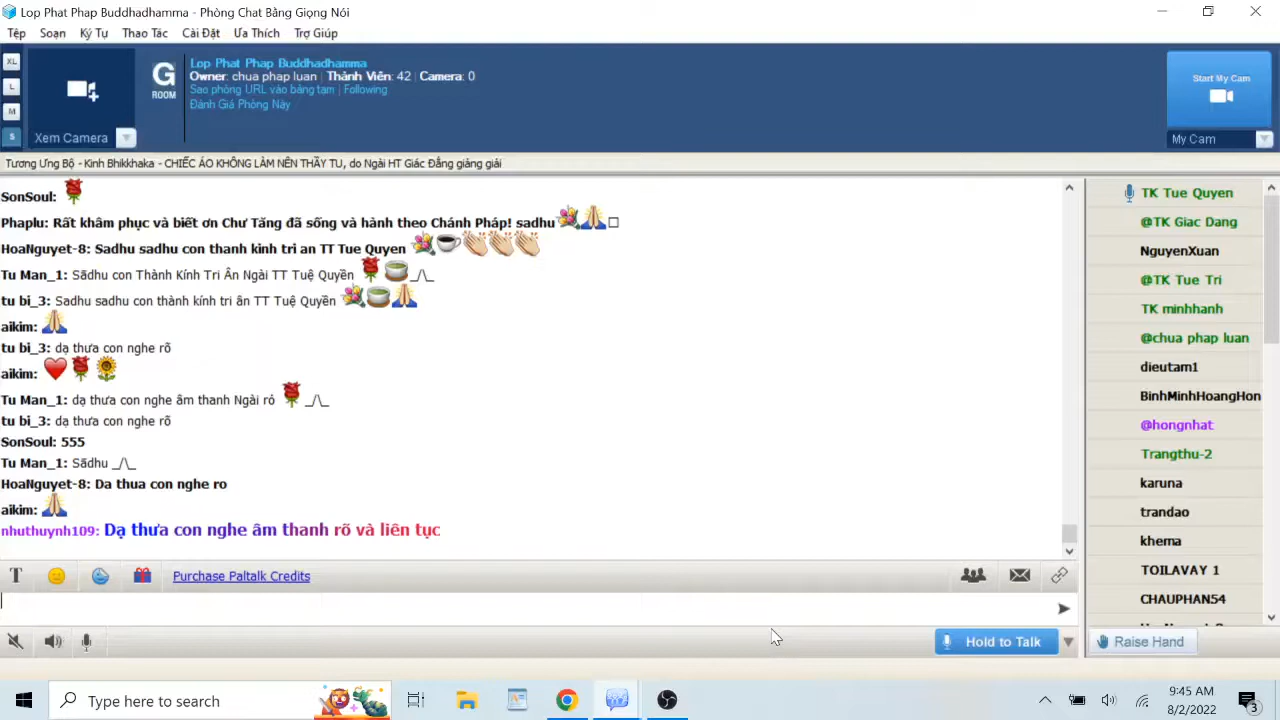 Lop Phat Phap Buddhadhamma - Phòng Chat Bằng Giọng Nói
Tệp Soạn Ký Tự Thao Tác Cài Đặt Ưa Thích Trợ Giúp
XL
L
M
S
Xem Camera
G
ROOM
Lop Phat Phap Buddhadhamma
Owner: chua phap luan | Thành Viên: 42 | Camera: 0
Sao phỏng URL vào bảng tạm | Following
Đánh Giá Phòng Này
Start My Cam
My Cam
Tương Ưng Bộ - Kinh Bhikkhaka - CHIẾC ÁO KHÔNG LÀM NÊN THẦY TU, do Ngài HT Giác Đẳng giảng giải
SonSoul:
Phaplu: Rất khâm phục và biết ơn Chư Tăng đã sống và hành theo Chánh Pháp! sadhu
HoaNguyet-8: Sadhu sadhu con thanh kinh tri an TT Tue Quyen
Tu Man_1: Sādhu con Thành Kính Tri Ân Ngài TT Tuệ Quyền _/\_
tu bi_3: Sadhu sadhu con thành kính tri ân TT Tuệ Quyền
aikim:
tu bi_3: dạ thưa con nghe rõ
aikim:
Tu Man_1: dạ thưa con nghe âm thanh Ngài rỏ _/\_
tu bi_3: dạ thưa con nghe rõ
SonSoul: 555
Tu Man_1: Sādhu _/\_
HoaNguyet-8: Da thua con nghe ro
aikim:
nhuthuynh109: Dạ thưa con nghe âm thanh rõ và liên tục
TK Tue Quyen
@TK Giac Dang
NguyenXuan
@TK Tue Tri
TK minhhanh
@chua phap luan
dieutam1
BinhMinhHoangHon
@hongnhat
Trangthu-2
karuna
trandao
khema
TOILAVAY 1
CHAUPHAN54
T Purchase Paltalk Credits
Hold to Talk
Raise Hand
Type here to search
9:45 AM
8/2/2022
3